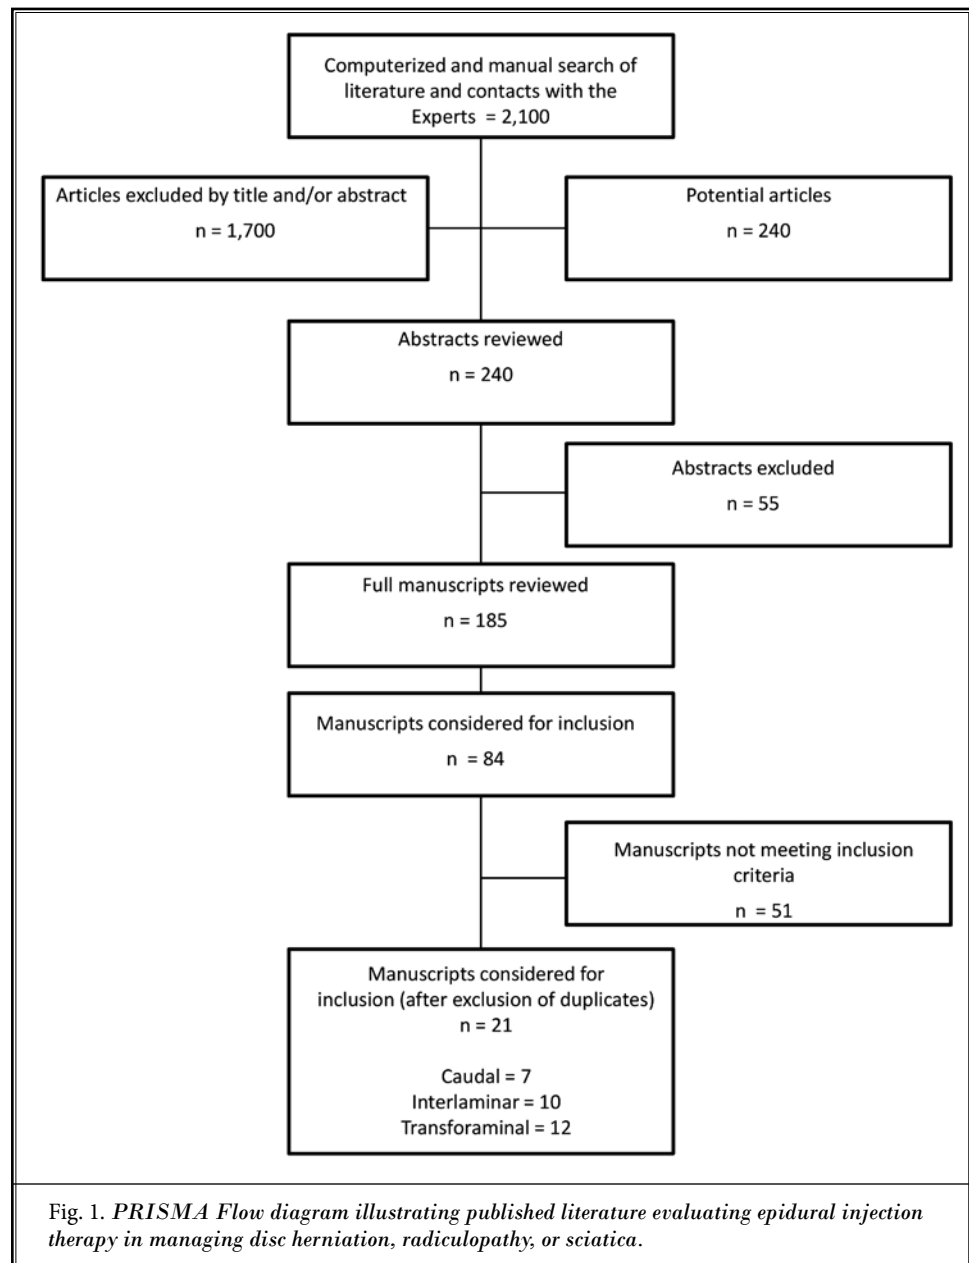 Computerized and manual search of
literature and contacts with the
Experts = 2,100
Articles excluded by title and/or abstract
n = 1,700
Potential articles
n = 240
Abstracts reviewed
n = 240
Abstracts excluded
n = 55
Full manuscripts reviewed
n = 185
Manuscripts considered for inclusion
n = 84
Manuscripts not meeting inclusion
criteria
n = 51
Manuscripts considered for
inclusion (after exclusion of duplicates)
n = 21
Caudal = 7
Interlaminar = 10
Transforaminal = 12
Fig. 1. PRISMA Flow diagram illustrating published literature evaluating epidural injection
therapy in managing disc herniation, radiculopathy, or sciatica.